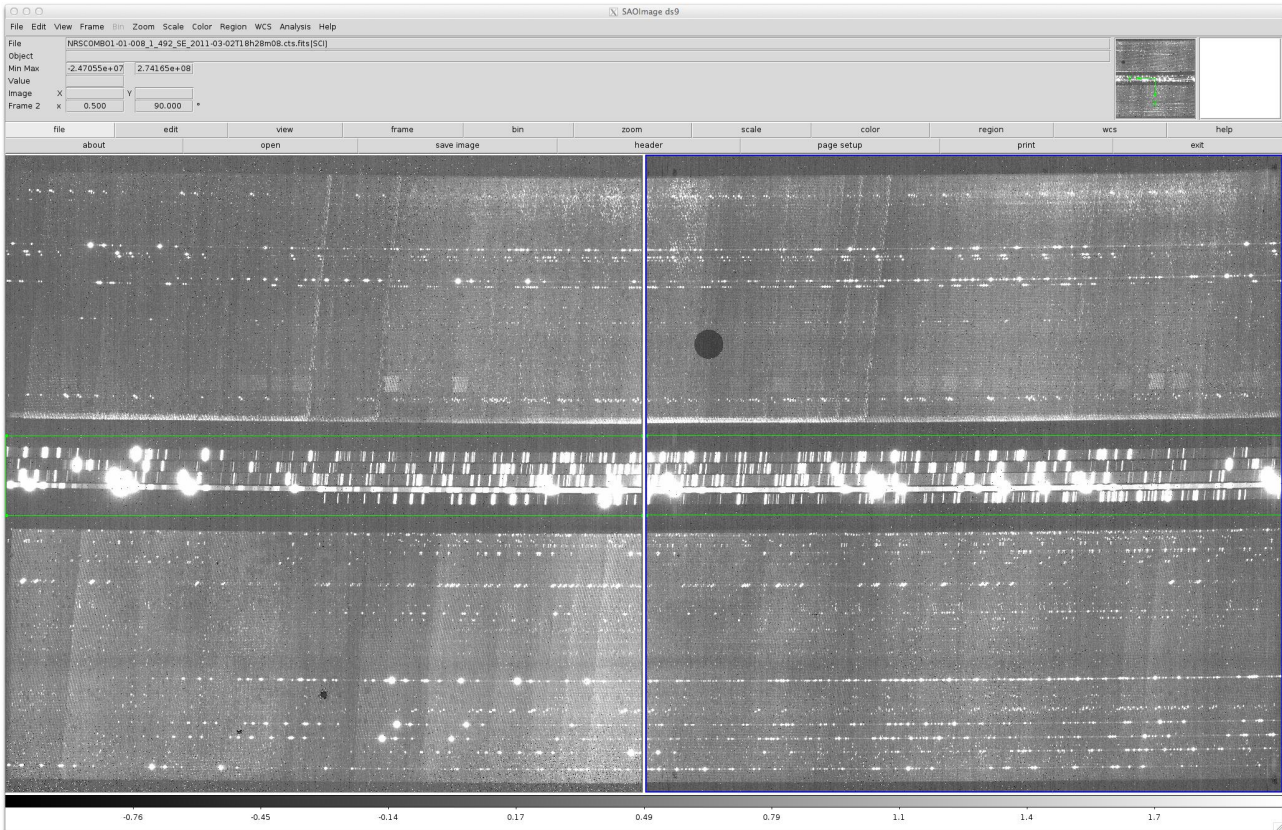 SAOImage ds9
File Edit View Frame Bin Zoom Scale Color Region WCS Analysis Help
File NRSCOMB01-01-008_1_492_SE_2011-03-02T18h28m08.cts.fits[SCI]
Object
Min Max -2.47055e+07 2.74165e+08
Value
Image X Y
Frame 2 x 0.500 90.000 °
file edit view frame bin zoom scale color region wcs help
about open save image header page setup print exit
-0.76 -0.45 -0.14 0.17 0.49 0.79 1.1 1.4 1.7